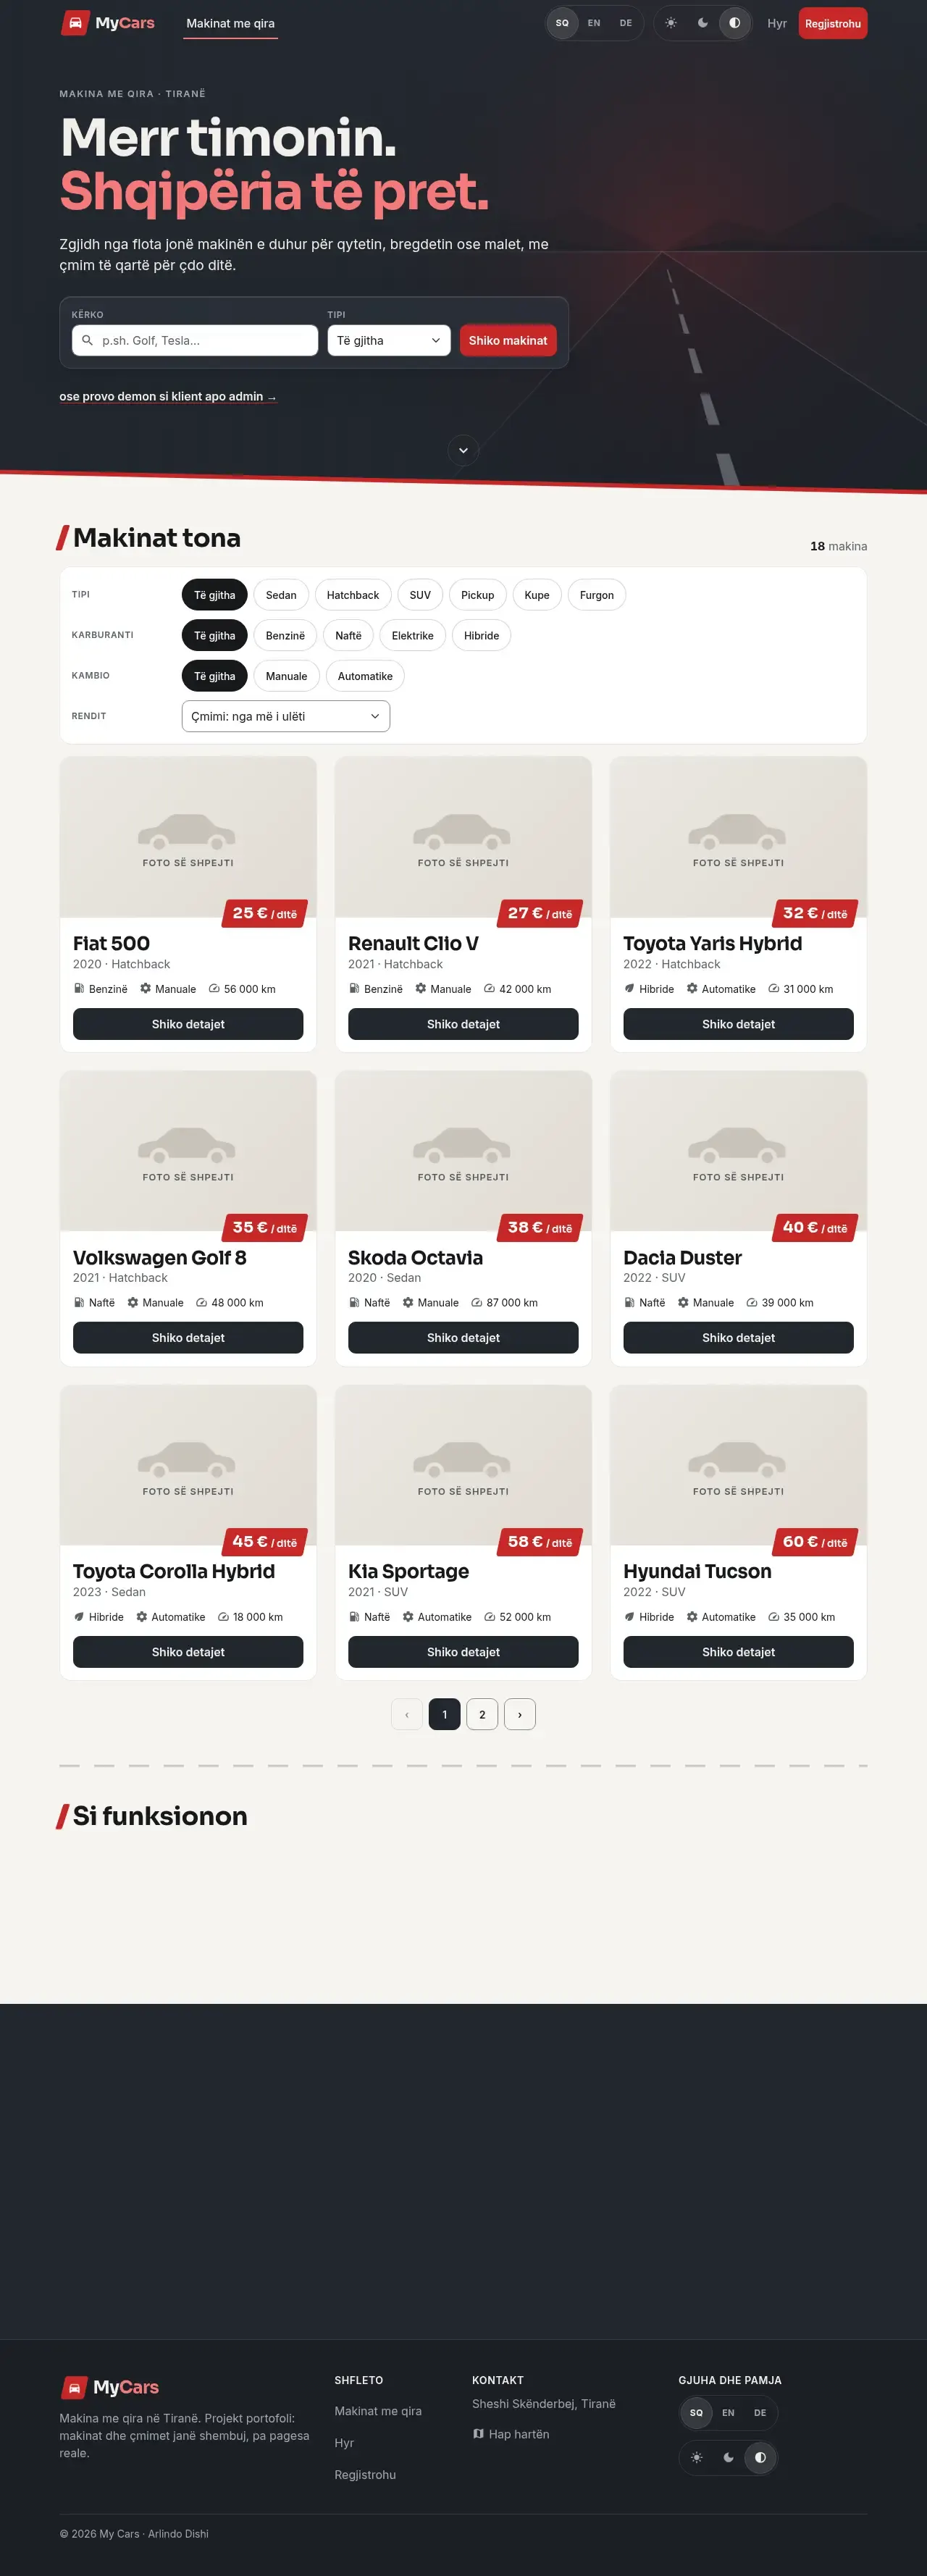 MyCars
Makinat me qira
SQ EN DE
Hyr
Regjistrohu
MAKINA ME QIRA · TIRANË
Merr timonin.
Shqipëria të pret.
Zgjidh nga flota jonë makinën e duhur për qytetin, bregdetin ose malet, me
çmim të qartë për çdo ditë.
KËRKO
TIPI
p.sh. Golf, Tesla...
Të gjitha
Shiko makinat
ose provo demon si klient apo admin →
Makinat tona
18 makina
TIPI
Të gjitha Sedan Hatchback SUV Pickup Kupe Furgon
KARBURANTI
Të gjitha Benzinë Naftë Elektrike Hibride
KAMBIO
Të gjitha Manuale Automatike
RENDIT
Çmimi: nga më i ulëti
FOTO SË SHPEJTI
25 € / ditë
Fiat 500
2020 · Hatchback
Benzinë Manuale 56 000 km
Shiko detajet
FOTO SË SHPEJTI
27 € / ditë
Renault Clio V
2021 · Hatchback
Benzinë Manuale 42 000 km
Shiko detajet
FOTO SË SHPEJTI
32 € / ditë
Toyota Yaris Hybrid
2022 · Hatchback
Hibride Automatike 31 000 km
Shiko detajet
FOTO SË SHPEJTI
35 € / ditë
Volkswagen Golf 8
2021 · Hatchback
Naftë Manuale 48 000 km
Shiko detajet
FOTO SË SHPEJTI
38 € / ditë
Skoda Octavia
2020 · Sedan
Naftë Manuale 87 000 km
Shiko detajet
FOTO SË SHPEJTI
40 € / ditë
Dacia Duster
2022 · SUV
Naftë Manuale 39 000 km
Shiko detajet
FOTO SË SHPEJTI
45 € / ditë
Toyota Corolla Hybrid
2023 · Sedan
Hibride Automatike 18 000 km
Shiko detajet
FOTO SË SHPEJTI
58 € / ditë
Kia Sportage
2021 · SUV
Naftë Automatike 52 000 km
Shiko detajet
FOTO SË SHPEJTI
60 € / ditë
Hyundai Tucson
2022 · SUV
Hibride Automatike 35 000 km
Shiko detajet
‹ 1 2 ›
Si funksionon
MyCars
Makina me qira në Tiranë. Projekt portofoli:
makinat dhe çmimet janë shembuj, pa pagesa
reale.
SHFLETO
Makinat me qira
Hyr
Regjistrohu
KONTAKT
Sheshi Skënderbej, Tiranë
Hap hartën
GJUHA DHE PAMJA
SQ EN DE
© 2026 My Cars · Arlindo Dishi